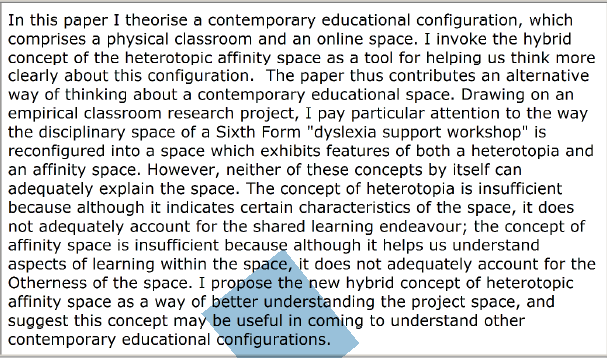 In this paper I theorise a contemporary educational configuration, which
comprises a physical classroom and an online space. I invoke the hybrid
concept of the heterotopic affinity space as a tool for helping us think more
clearly about this configuration.  The paper thus contributes an alternative
way of thinking about a contemporary educational space. Drawing on an
empirical classroom research project, I pay particular attention to the way
the disciplinary space of a Sixth Form "dyslexia support workshop" is
reconfigured into a space which exhibits features of both a heterotopia and
an affinity space. However, neither of these concepts by itself can
adequately explain the space. The concept of heterotopia is insufficient
because although it indicates certain characteristics of the space, it does
not adequately account for the shared learning endeavour; the concept of
affinity space is insufficient because although it helps us understand
aspects of learning within the space, it does not adequately account for the
Otherness of the space. I propose the new hybrid concept of heterotopic
affinity space as a way of better understanding the project space, and
suggest this concept may be useful in coming to understand other
contemporary educational configurations.